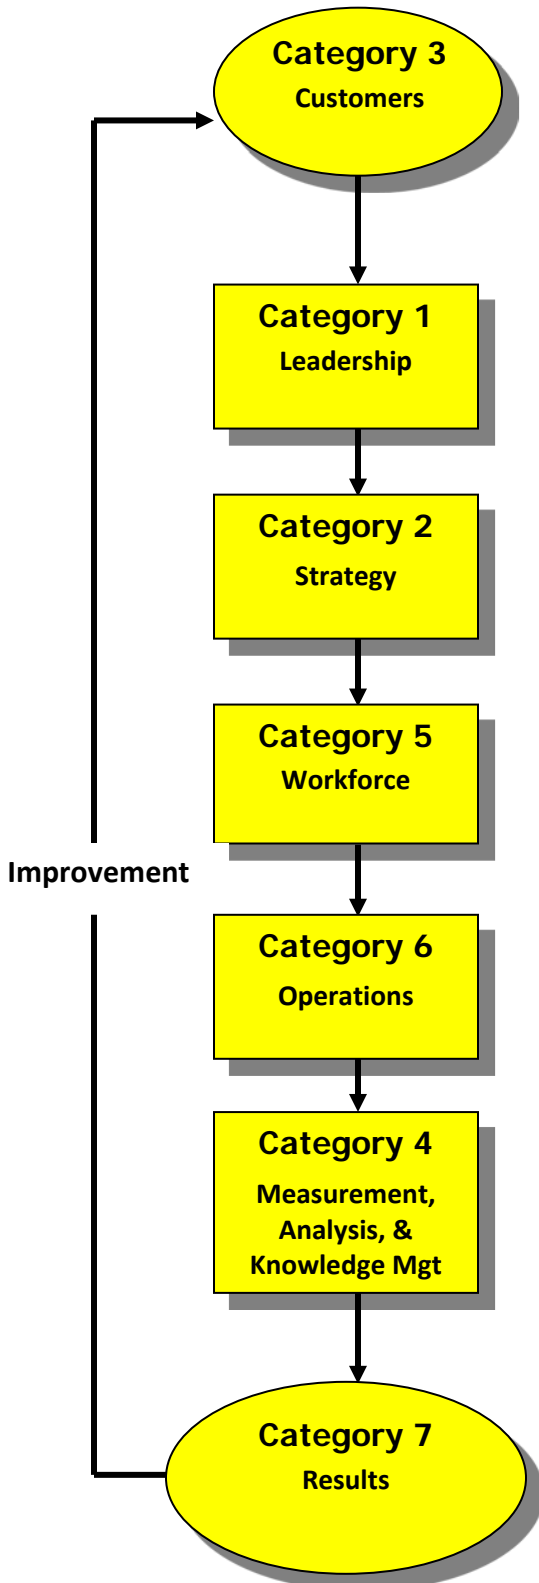 Category 3
Customers
Category 1
Leadership
Category 2
Strategy
Category 5
Workforce
Improvement
Category 6
Operations
Category 4
Measurement,
Analysis, &
Knowledge Mgt
Category 7
Results